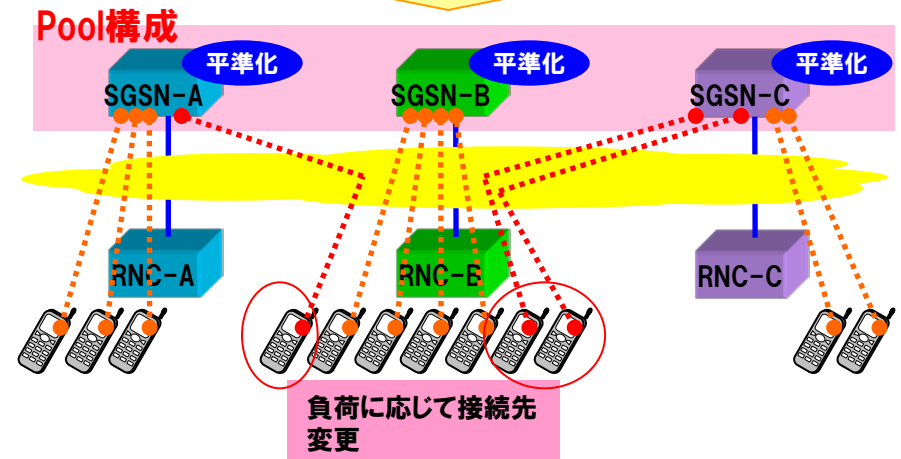 Pool構成
平準化
平準化
平準化
SGSN-A
SGSN-B
SGSN-C
RNC-A
RNC-B
RNC-C
負荷に応じて接続先
変更